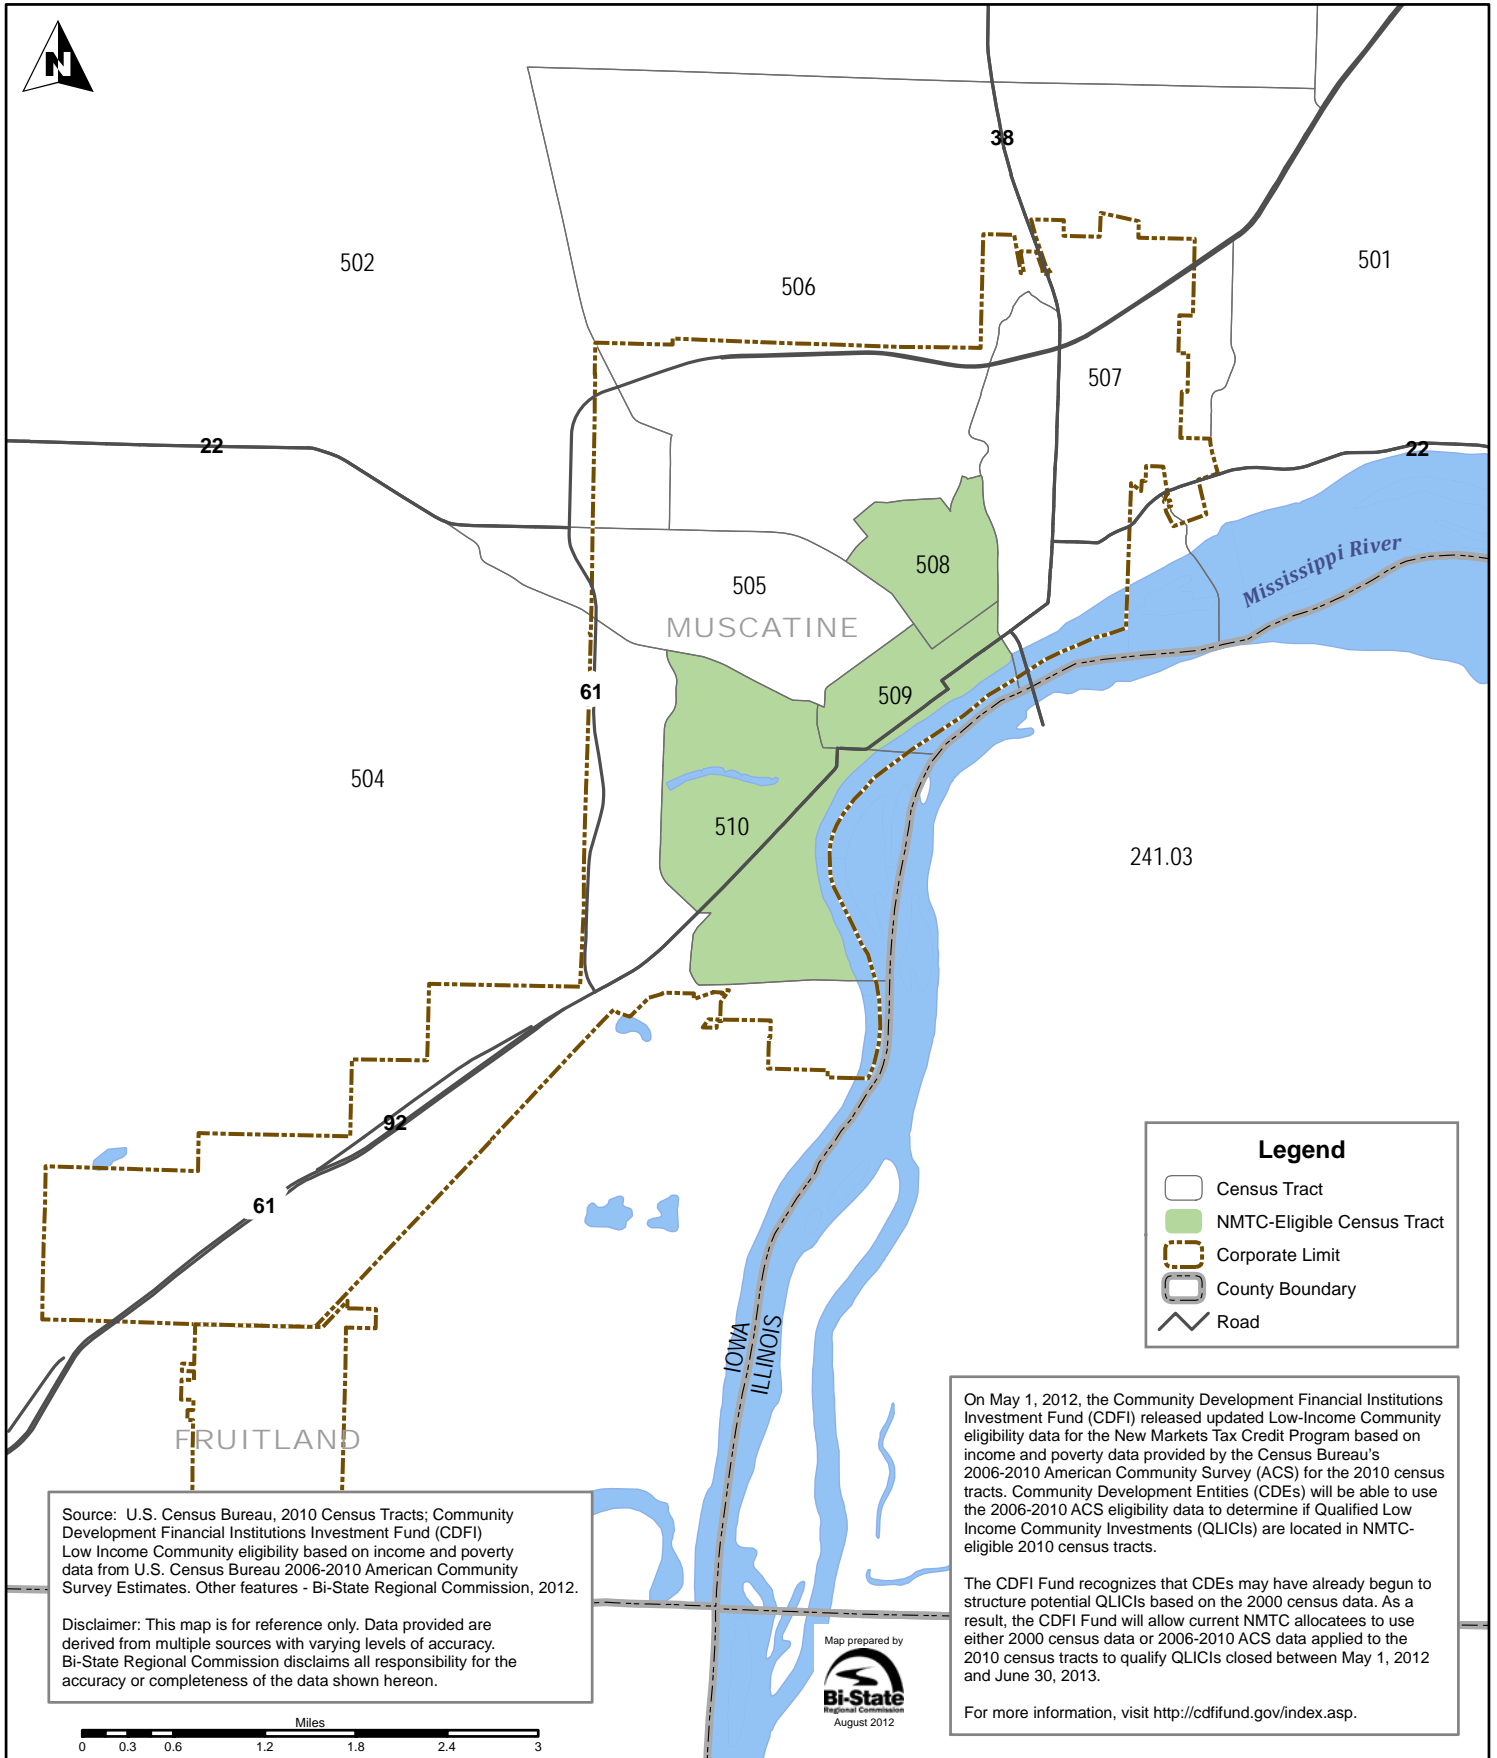 N
38
502
506
501
507
22
22
Mississippi River
508
505
MUSCATINE
61
509
504
510
241.03
92
61
IOWA
ILLINOIS
FRUITLAND
Legend
Census Tract
NMTC-Eligible Census Tract
Corporate Limit
County Boundary
Road
On May 1, 2012, the Community Development Financial Institutions
Investment Fund (CDFI) released updated Low-Income Community
eligibility data for the New Markets Tax Credit Program based on
income and poverty data provided by the Census Bureau's
2006-2010 American Community Survey (ACS) for the 2010 census
tracts. Community Development Entities (CDEs) will be able to use
the 2006-2010 ACS eligibility data to determine if Qualified Low
Income Community Investments (QLICIs) are located in NMTC-
eligible 2010 census tracts.
The CDFI Fund recognizes that CDEs may have already begun to
structure potential QLICIs based on the 2000 census data. As a
result, the CDFI Fund will allow current NMTC allocatees to use
either 2000 census data or 2006-2010 ACS data applied to the
2010 census tracts to qualify QLICIs closed between May 1, 2012
and June 30, 2013.
For more information, visit http://cdfifund.gov/index.asp.
Source:  U.S. Census Bureau, 2010 Census Tracts; Community
Development Financial Institutions Investment Fund (CDFI)
Low Income Community eligibility based on income and poverty
data from U.S. Census Bureau 2006-2010 American Community
Survey Estimates. Other features - Bi-State Regional Commission, 2012.
Disclaimer: This map is for reference only. Data provided are
derived from multiple sources with varying levels of accuracy.
Bi-State Regional Commission disclaims all responsibility for the
accuracy or completeness of the data shown hereon.
Map prepared by
Bi-State
Regional Commission
August 2012
Miles
0 0.3 0.6 1.2 1.8 2.4 3